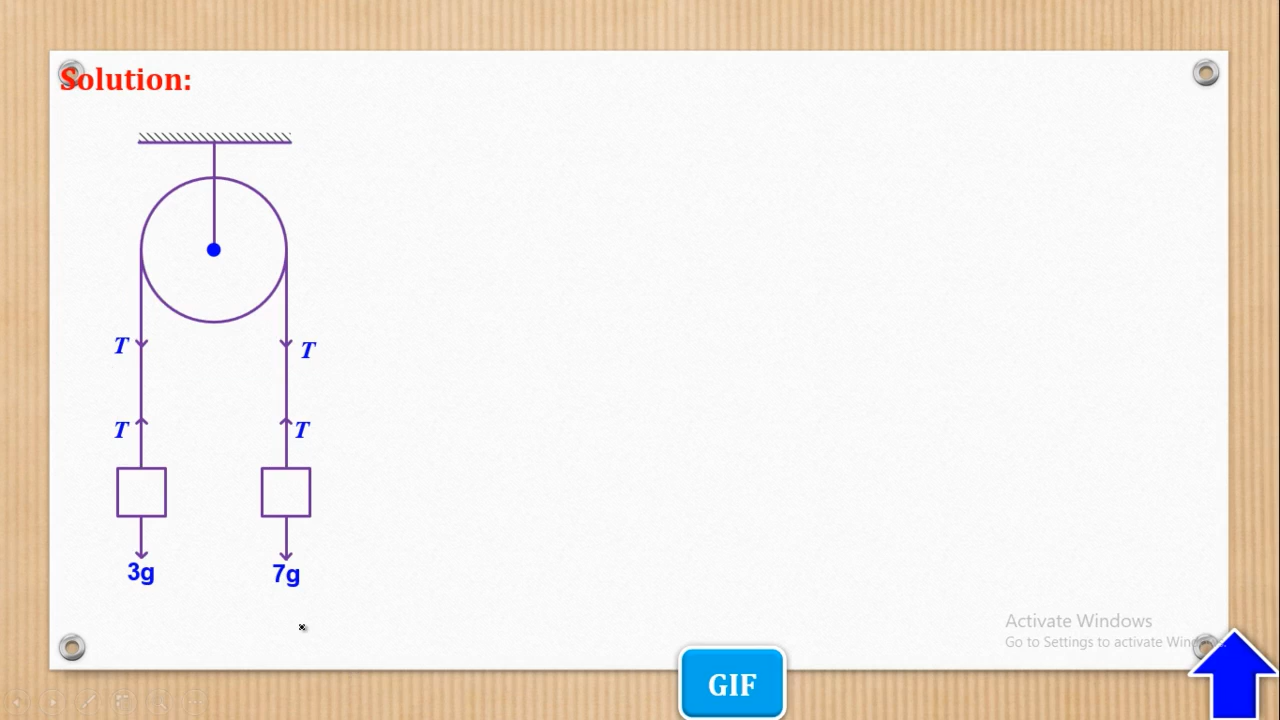 Solution:
T T
T T
3g 7g
Activate Windows
Go to Settings to activate Windows.
GIF